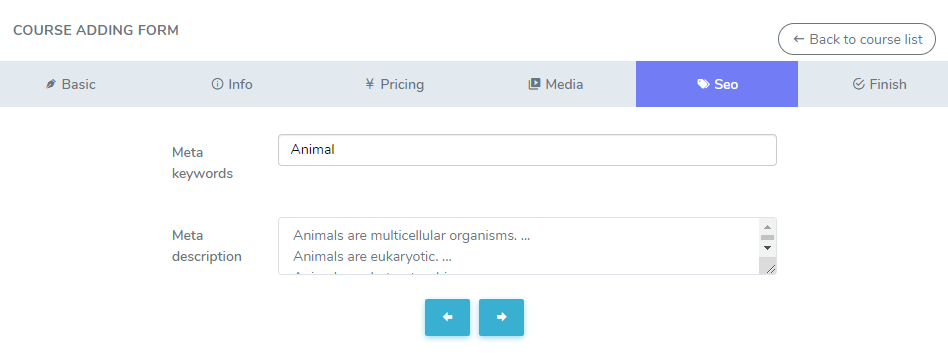 COURSE ADDING FORM
← Back to course list
Basic
Info
¥ Pricing
Media
Seo
Finish
Meta keywords
Animal
Meta description
Animals are multicellular organisms. ...
Animals are eukaryotic. ...